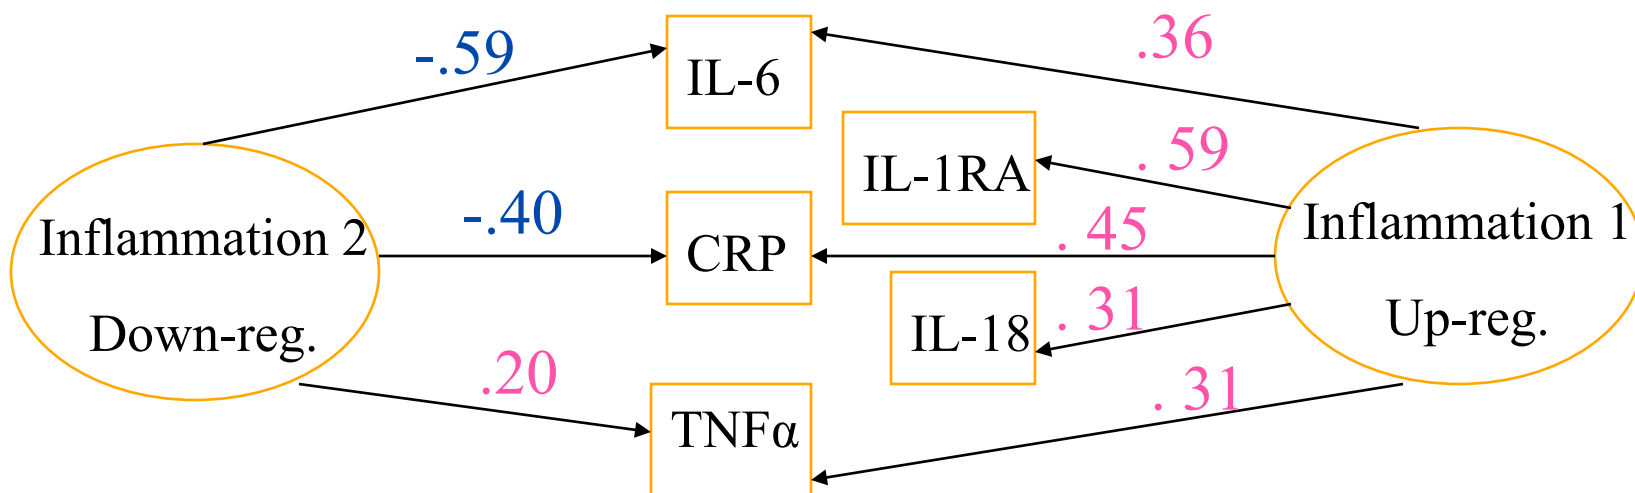 -.59
IL-6
.36
IL-1RA
. 59
Inflammation 2
Down-reg.
-.40
CRP
. 45
Inflammation 1
Up-reg.
IL-18
. 31
.20
TNFα
. 31